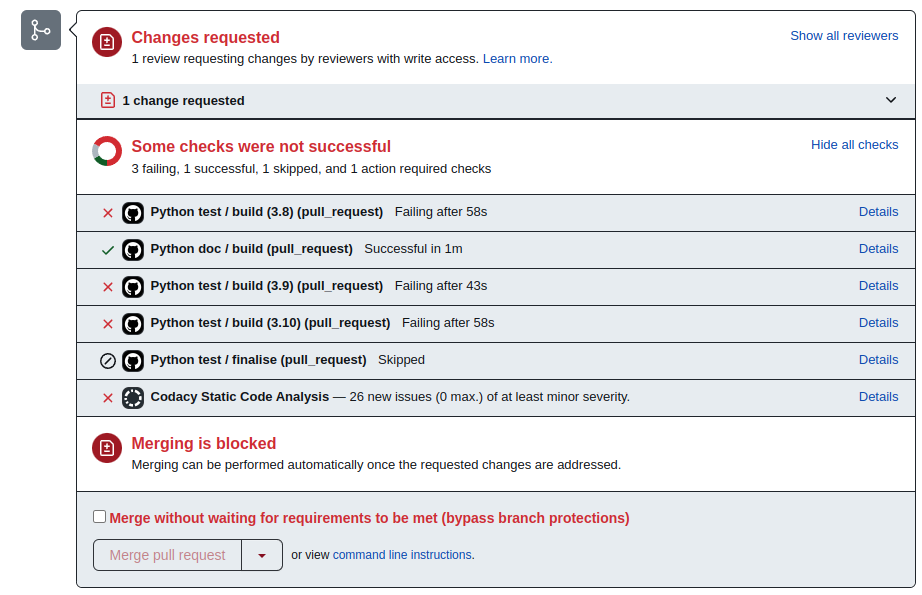 Changes requested
Show all reviewers
1 review requesting changes by reviewers with write access. Learn more.
1 change requested
Some checks were not successful
Hide all checks
3 failing, 1 successful, 1 skipped, and 1 action required checks
Python test / build (3.8) (pull_request) Failing after 58s Details
Python doc / build (pull_request) Successful in 1m Details
Python test / build (3.9) (pull_request) Failing after 43s Details
Python test / build (3.10) (pull_request) Failing after 58s Details
Python test / finalise (pull_request) Skipped Details
Codacy Static Code Analysis — 26 new issues (0 max.) of at least minor severity. Details
Merging is blocked
Merging can be performed automatically once the requested changes are addressed.
Merge without waiting for requirements to be met (bypass branch protections)
Merge pull request or view command line instructions.